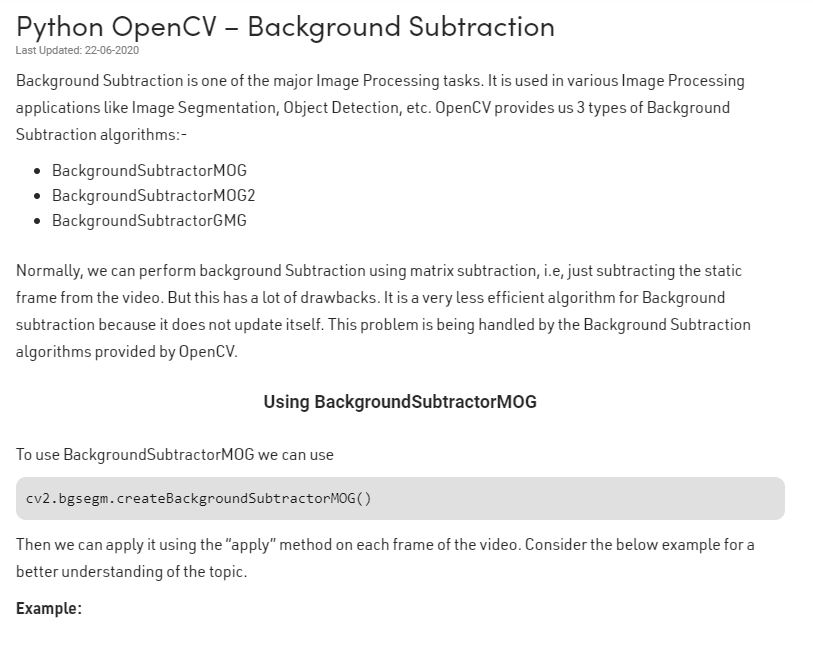 Python OpenCV – Background Subtraction
Last Updated: 22-06-2020
Background Subtraction is one of the major Image Processing tasks. It is used in various Image Processing
applications like Image Segmentation, Object Detection, etc. OpenCV provides us 3 types of Background
Subtraction algorithms:-
• BackgroundSubtractorMOG
• BackgroundSubtractorMOG2
• BackgroundSubtractorGMG
Normally, we can perform background Subtraction using matrix subtraction, i.e, just subtracting the static
frame from the video. But this has a lot of drawbacks. It is a very less efficient algorithm for Background
subtraction because it does not update itself. This problem is being handled by the Background Subtraction
algorithms provided by OpenCV.
Using BackgroundSubtractorMOG
To use BackgroundSubtractorMOG we can use
cv2.bgsegm.createBackgroundSubtractorMOG()
Then we can apply it using the “apply” method on each frame of the video. Consider the below example for a
better understanding of the topic.
Example: